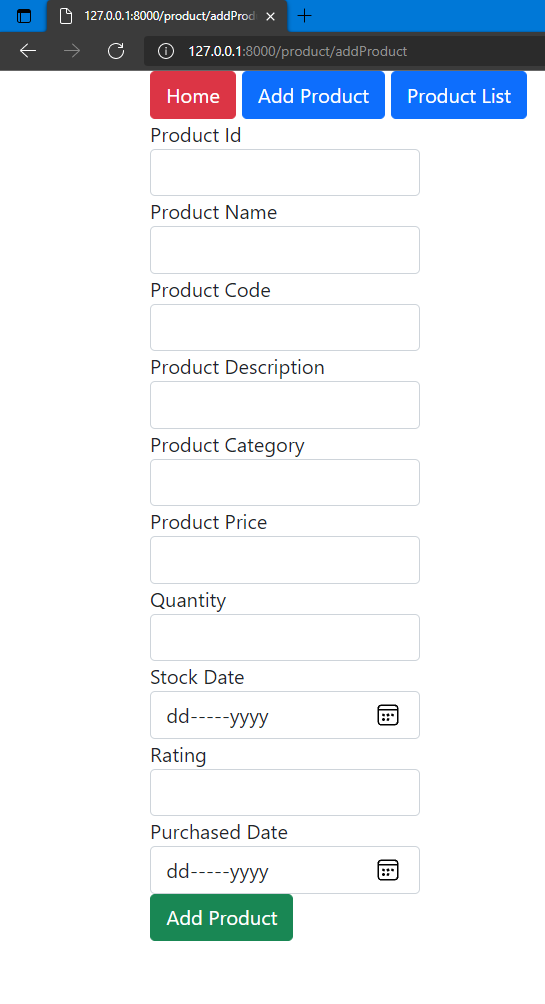 127.0.0.1:8000/product/addProd
127.0.0.1:8000/product/addProduct
Home Add Product Product List
Product Id
Product Name
Product Code
Product Description
Product Category
Product Price
Quantity
Stock Date
dd-----yyyy
Rating
Purchased Date
dd-----yyyy
Add Product